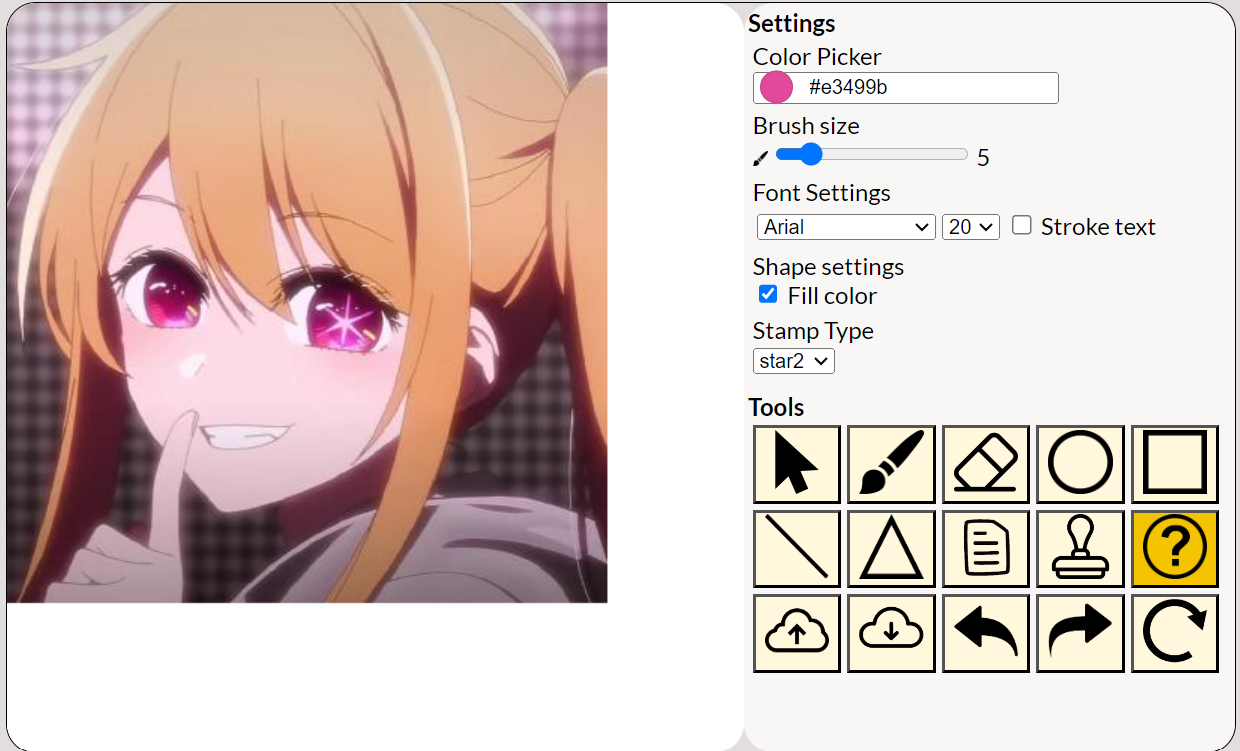 Settings
Color Picker
#e3499b
Brush size
5
Font Settings
Arial 20 Stroke text
Shape settings
Fill color
Stamp Type
star2
Tools
?